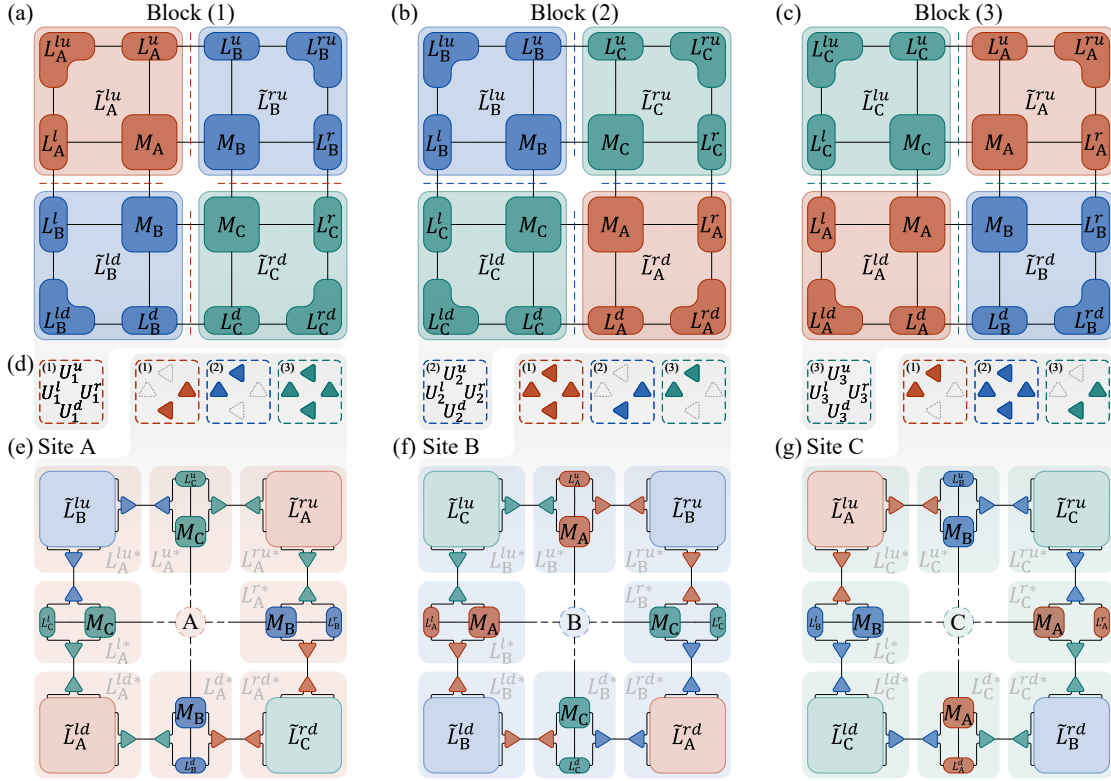 (a) Block (1) (b) Block (2) (c) Block (3)
L_A^{lu} L_A^u L_B^u L_B^{ru} L_B^{lu} L_B^u L_C^u L_C^{ru} L_C^{lu} L_C^u L_A^u L_A^{ru}
L̃_A^{lu} L̃_B^{ru} L̃_B^{lu} L̃_C^{ru} L̃_C^{lu} L̃_A^{ru}
L_A^l M_A M_B L_B^r L_B^l M_B M_C L_C^r L_C^l M_C M_A L_A^r
L_B^l M_B M_C L_C^r L_C^l M_C M_A L_A^r L_A^l M_A M_B L_B^r
L̃_B^{ld} L̃_C^{rd} L̃_C^{ld} L̃_A^{rd} L̃_A^{ld} L̃_B^{rd}
L_B^{ld} L_B^d L_C^d L_C^{rd} L_C^{ld} L_C^d L_A^d L_A^{rd} L_A^{ld} L_A^d L_B^d L_B^{rd}
(d) (1) U_1^u (1) (2) (3) (2) U_2^u (1) (2) (3) (3) U_3^u (1) (2) (3)
U_1^l U_1^r U_2^l U_2^r U_3^l U_3^r
U_1^d U_2^d U_3^d
(e) Site A (f) Site B (g) Site C
L_C^u L_A^u L_B^u
L̃_B^{lu} L̃_A^{ru} L̃_C^{lu} L̃_B^{ru} L̃_A^{lu} L̃_C^{ru}
M_C M_A M_B
L_A^{lu*} L_A^{u*} L_A^{ru*} L_B^{lu*} L_B^{u*} L_B^{ru*} L_C^{lu*} L_C^{u*} L_C^{ru*}
L_A^{r*} L_B^{r*} L_C^{r*}
L_C^l M_C A M_B L_B^r L_A^l M_A B M_C L_C^r L_B^l M_B C M_A L_A^r
L_A^{l*} L_B^{l*} L_C^{l*}
L_A^{ld*} L_A^{d*} L_A^{rd*} L_B^{ld*} L_B^{d*} L_B^{rd*} L_C^{ld*} L_C^{d*} L_C^{rd*}
M_B M_C M_A
L̃_A^{ld} L̃_C^{rd} L̃_B^{ld} L̃_A^{rd} L̃_C^{ld} L̃_B^{rd}
L_B^d L_C^d L_A^d